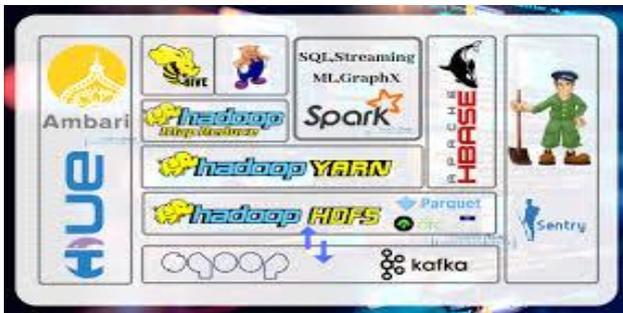 Ambari
HUE
HIVE
SQL,Streaming
ML,GraphX
Spark
hadoop
Map Reduce
APACHE
HBASE
hadoop YARN
hadoop HDFS
Parquet
orc
sqoop
kafka
Sentry